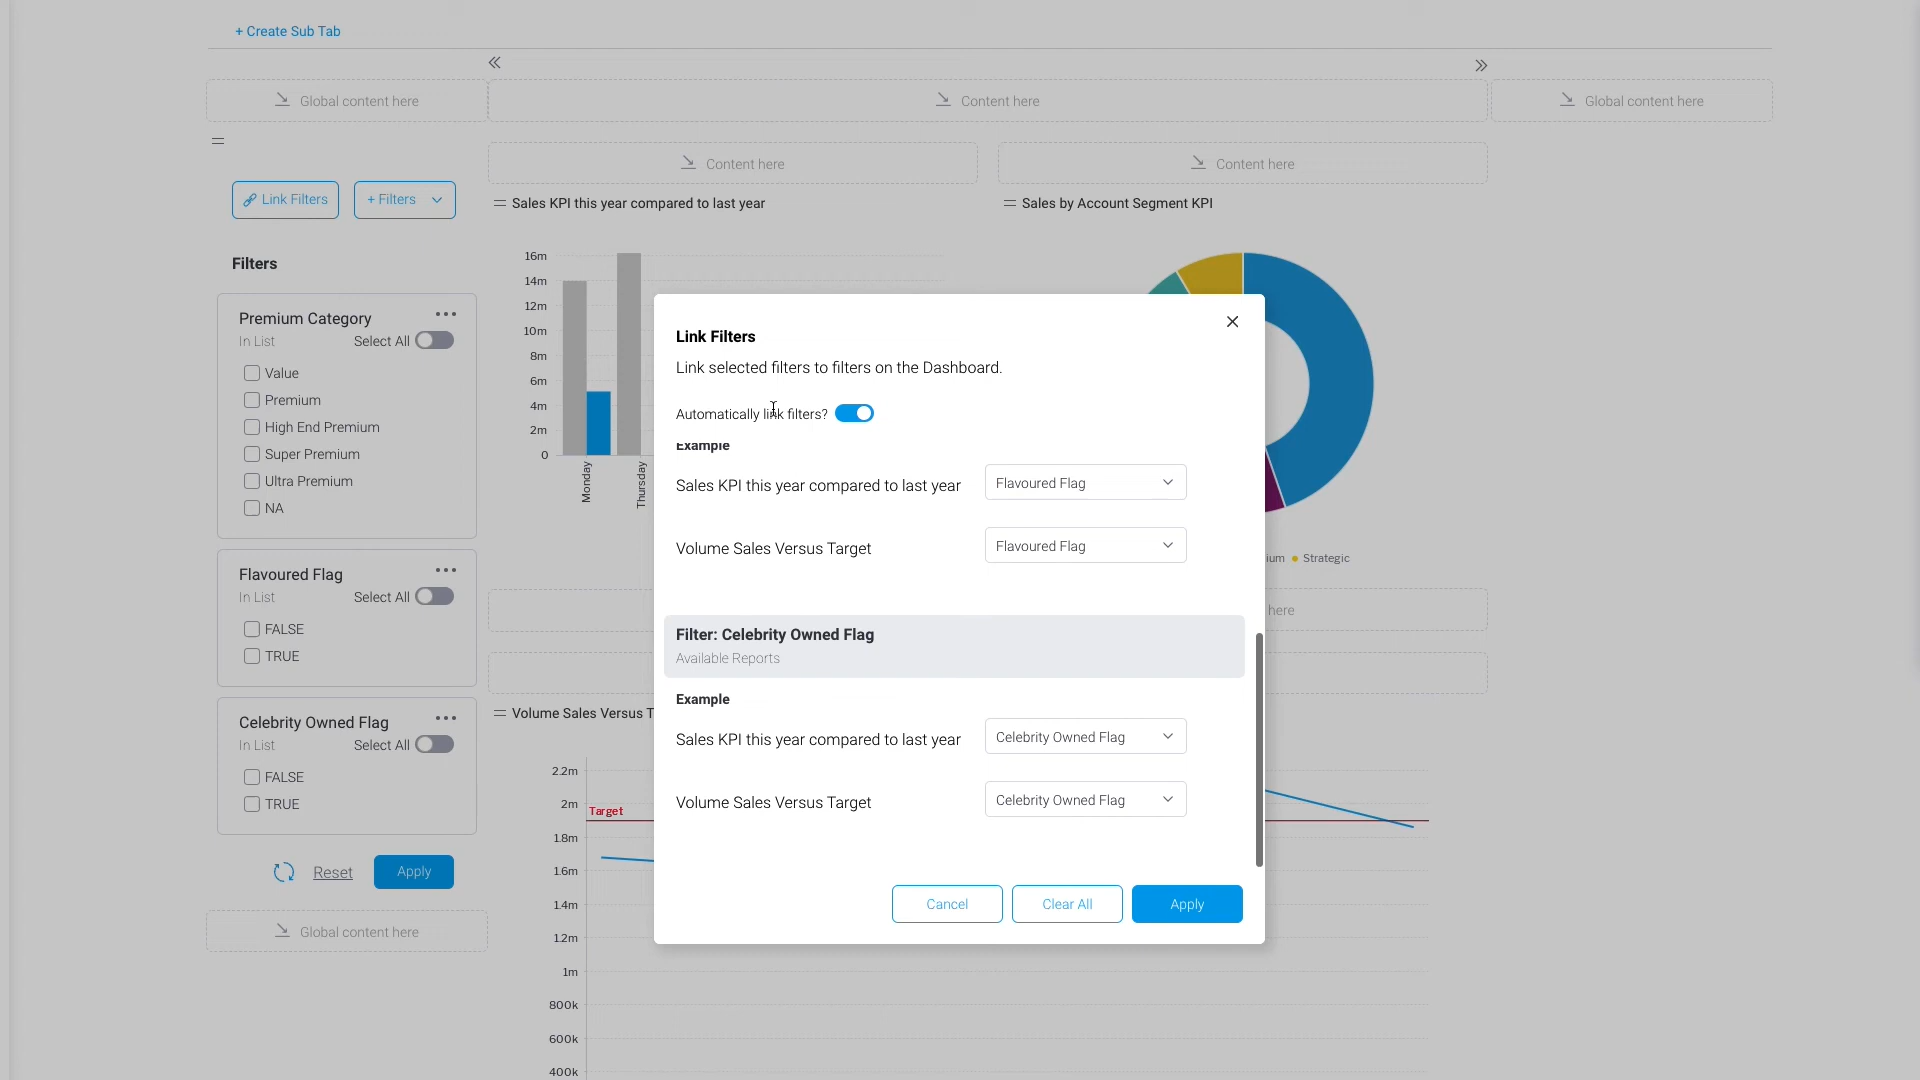 + Create Sub Tab
Global content here
Content here
Global content here
Content here
Content here
Link Filters
+ Filters
Sales KPI this year compared to last year
Sales by Account Segment KPI
Filters
Premium Category
In List
Select All
Value
Premium
High End Premium
Super Premium
Ultra Premium
NA
Flavoured Flag
In List
Select All
FALSE
TRUE
Celebrity Owned Flag
In List
Select All
FALSE
TRUE
Reset
Apply
Global content here
16m
14m
12m
10m
8m
6m
4m
2m
0
Monday
Thursday
ium
Strategic
here
Volume Sales Versus T
2.2m
2m
1.8m
1.6m
1.4m
1.2m
1m
800k
600k
400k
Target
Link Filters
Link selected filters to filters on the Dashboard.
Automatically link filters?
Example
Sales KPI this year compared to last year
Flavoured Flag
Volume Sales Versus Target
Flavoured Flag
Filter: Celebrity Owned Flag
Available Reports
Example
Sales KPI this year compared to last year
Celebrity Owned Flag
Volume Sales Versus Target
Celebrity Owned Flag
Cancel
Clear All
Apply